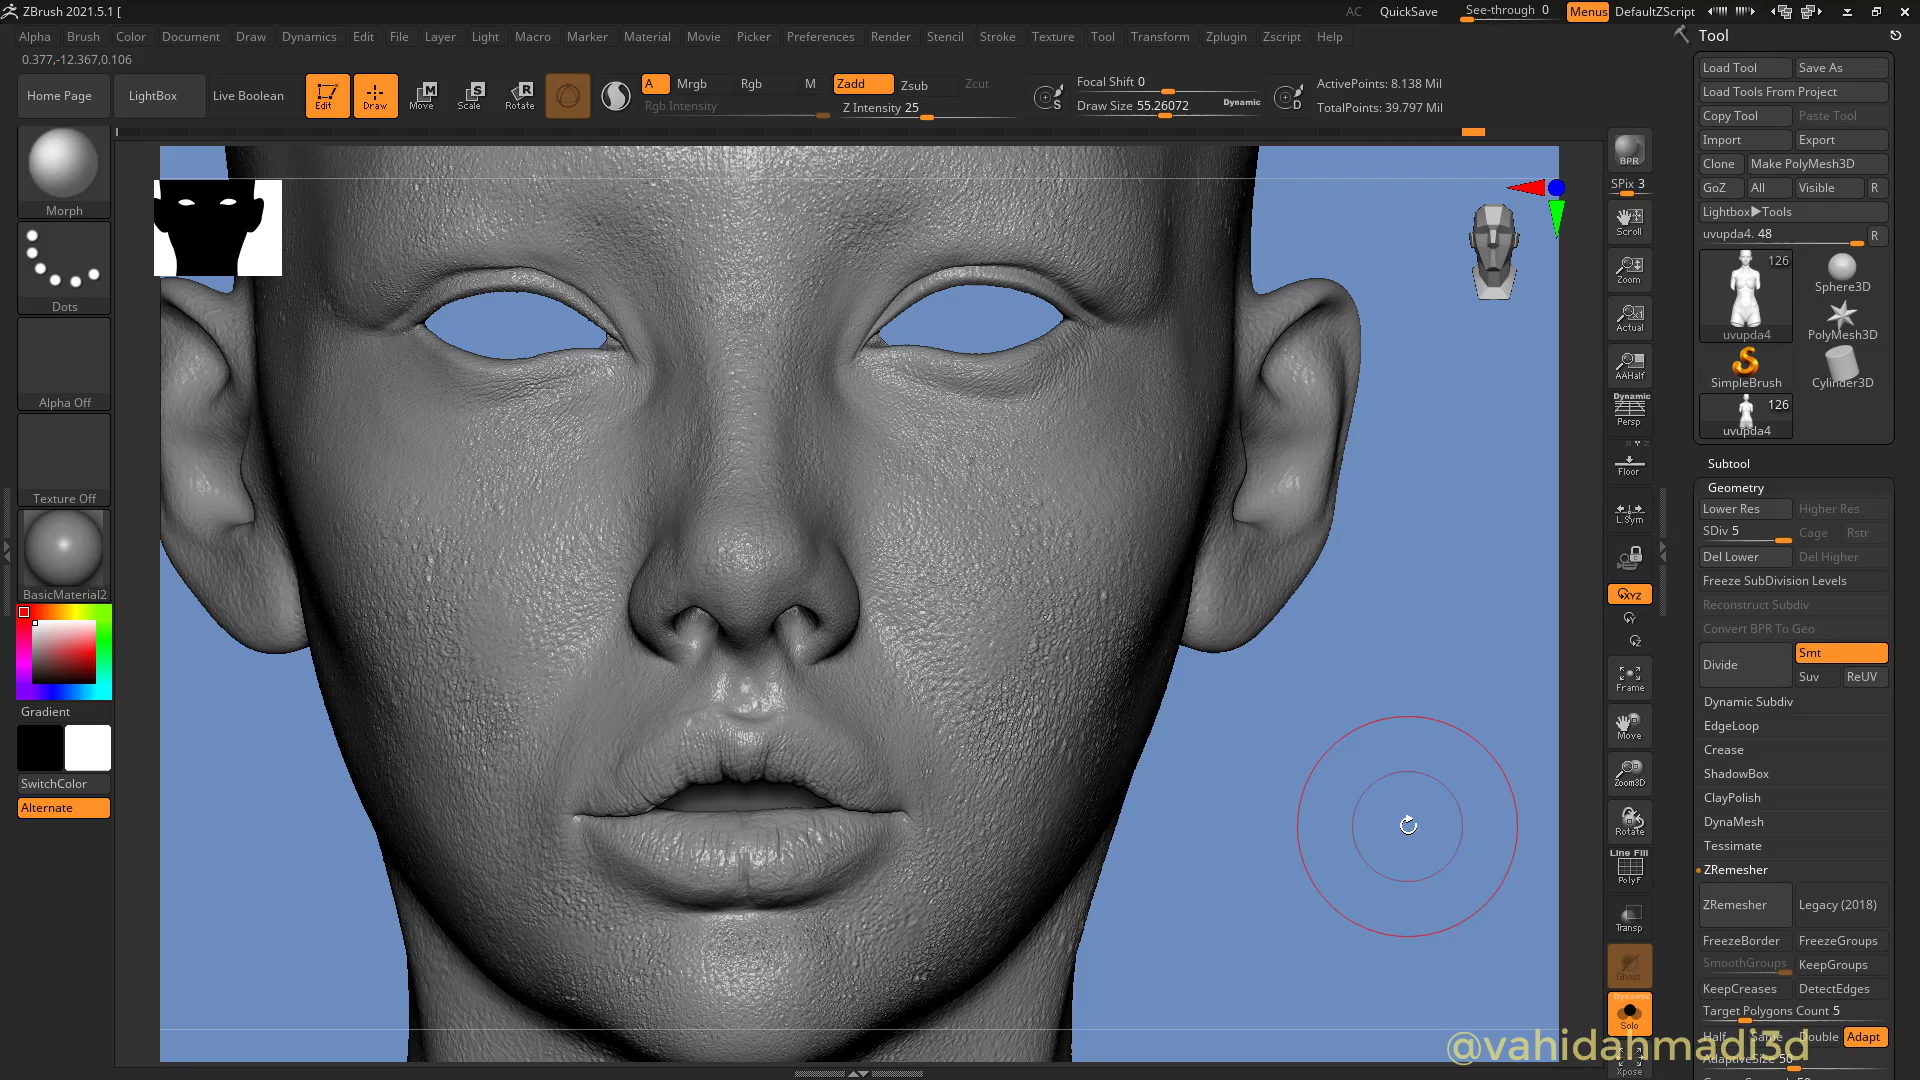 ZBrush 2021.5.1 [
AC QuickSave See-through 0 Menus DefaultZScript
Alpha Brush Color Document Draw Dynamics Edit File Layer Light Macro Marker Material Movie Picker Preferences Render Stencil Stroke Texture Tool Transform Zplugin Zscript Help
0.377,-12.367,0.106
Home Page LightBox Live Boolean Edit Draw Move Scale Rotate
A Mrgb Rgb M Zadd Zsub Zcut
Rgb Intensity Z Intensity 25
Focal Shift 0
Draw Size 55.26072 Dynamic
ActivePoints: 8.138 Mil
TotalPoints: 39.797 Mil
Morph
Dots
Alpha Off
Texture Off
BasicMaterial2
Gradient
SwitchColor
Alternate
BPR
SPix 3
Scroll
Zoom
Actual
AAHalf
Dynamic
Persp
Floor
L.Sym
XYZ
Frame
Move
Zoom3D
Rotate
Line Fill
PolyF
Transp
Ghost
Dynamic
Solo
Xpose
Tool
Load Tool Save As
Load Tools From Project
Copy Tool Paste Tool
Import Export
Clone Make PolyMesh3D
GoZ All Visible R
Lightbox▶Tools
uvupda4. 48 R
126
uvupda4
Sphere3D
PolyMesh3D
SimpleBrush Cylinder3D
126
uvupda4
Subtool
Geometry
Lower Res Higher Res
SDiv 5 Cage Rstr
Del Lower Del Higher
Freeze SubDivision Levels
Reconstruct Subdiv
Convert BPR To Geo
Divide Smt
Suv ReUV
Dynamic Subdiv
EdgeLoop
Crease
ShadowBox
ClayPolish
DynaMesh
Tessimate
ZRemesher
ZRemesher Legacy (2018)
FreezeBorder FreezeGroups
SmoothGroups KeepGroups
KeepCreases DetectEdges
Target Polygons Count 5
Half Same Double Adapt
AdaptiveSize 50
@vahidahmadi3d